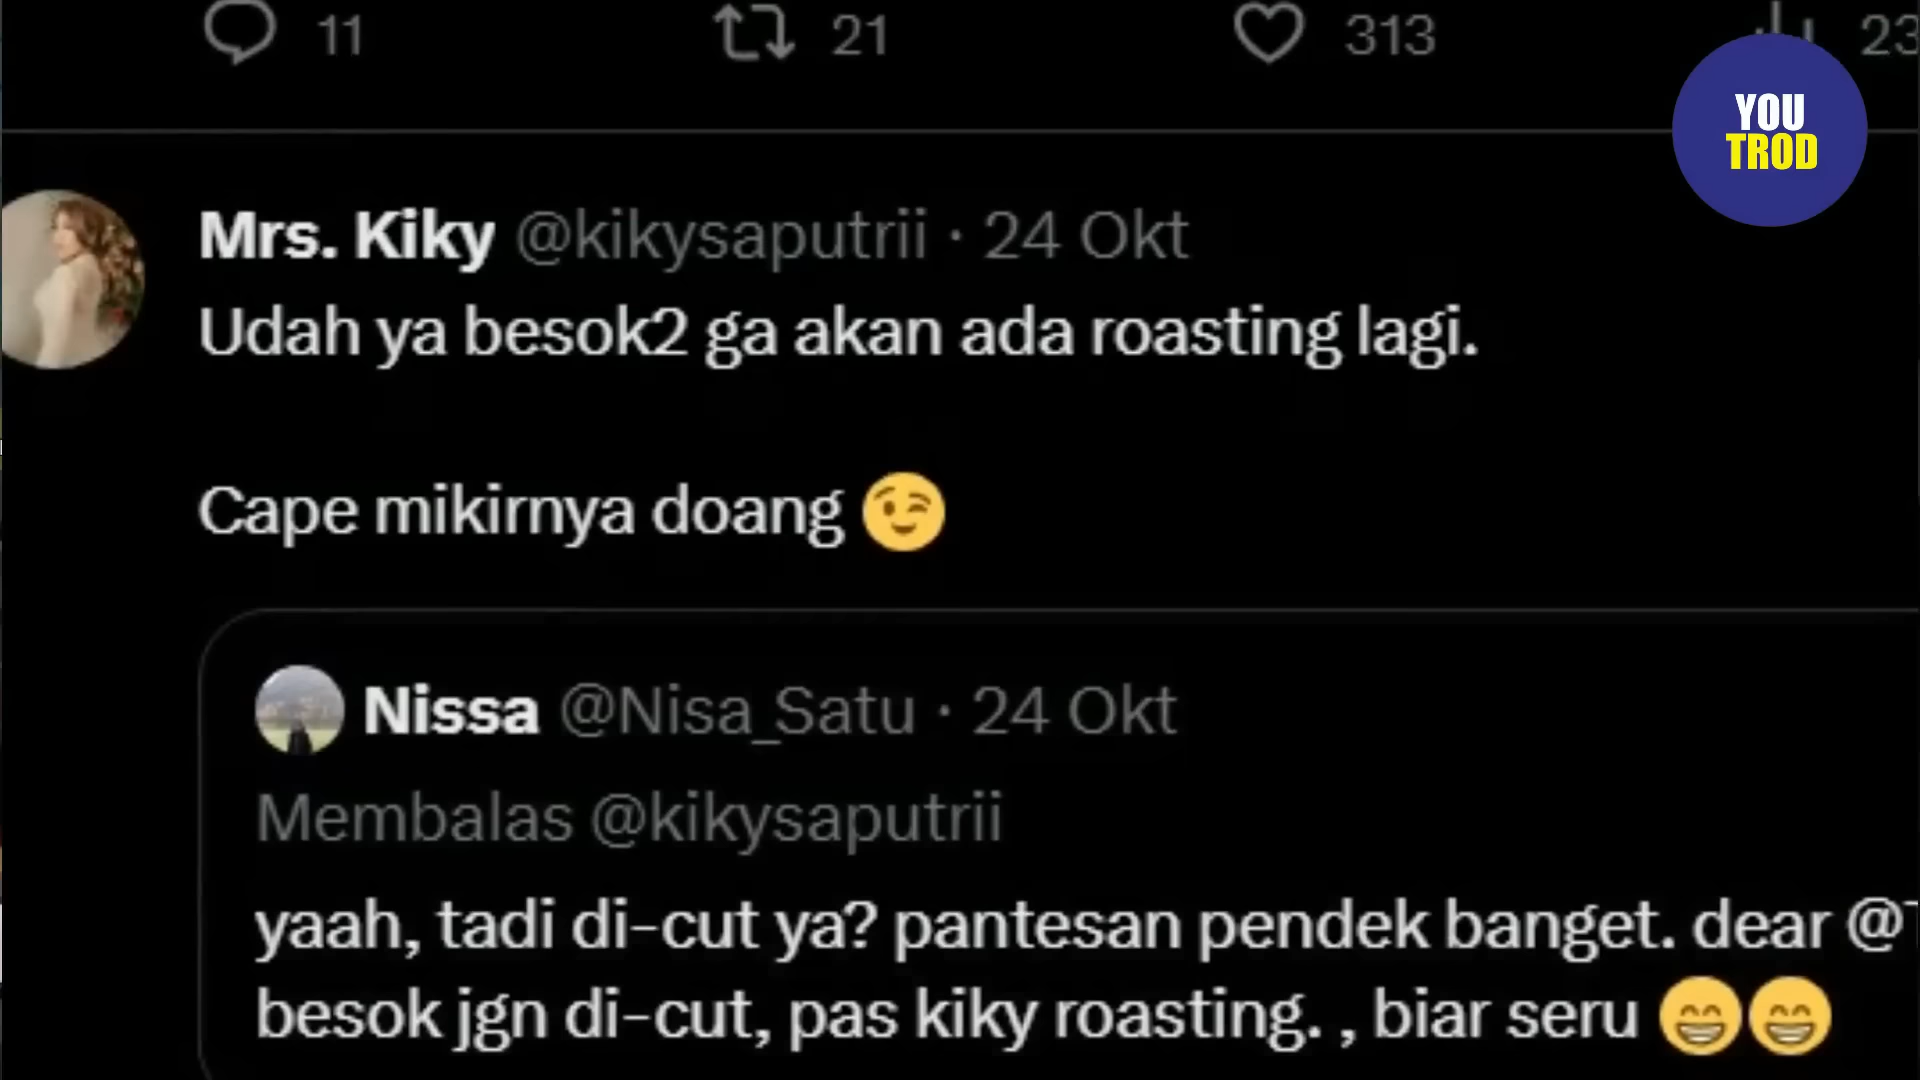 11 21 313 23
YOU
TROD
Mrs. Kiky @kikysaputrii · 24 Okt
Udah ya besok2 ga akan ada roasting lagi.
Cape mikirnya doang 😉
Nissa @Nisa_Satu · 24 Okt
Membalas @kikysaputrii
yaah, tadi di-cut ya? pantesan pendek banget. dear @
besok jgn di-cut, pas kiky roasting. , biar seru 😁😁